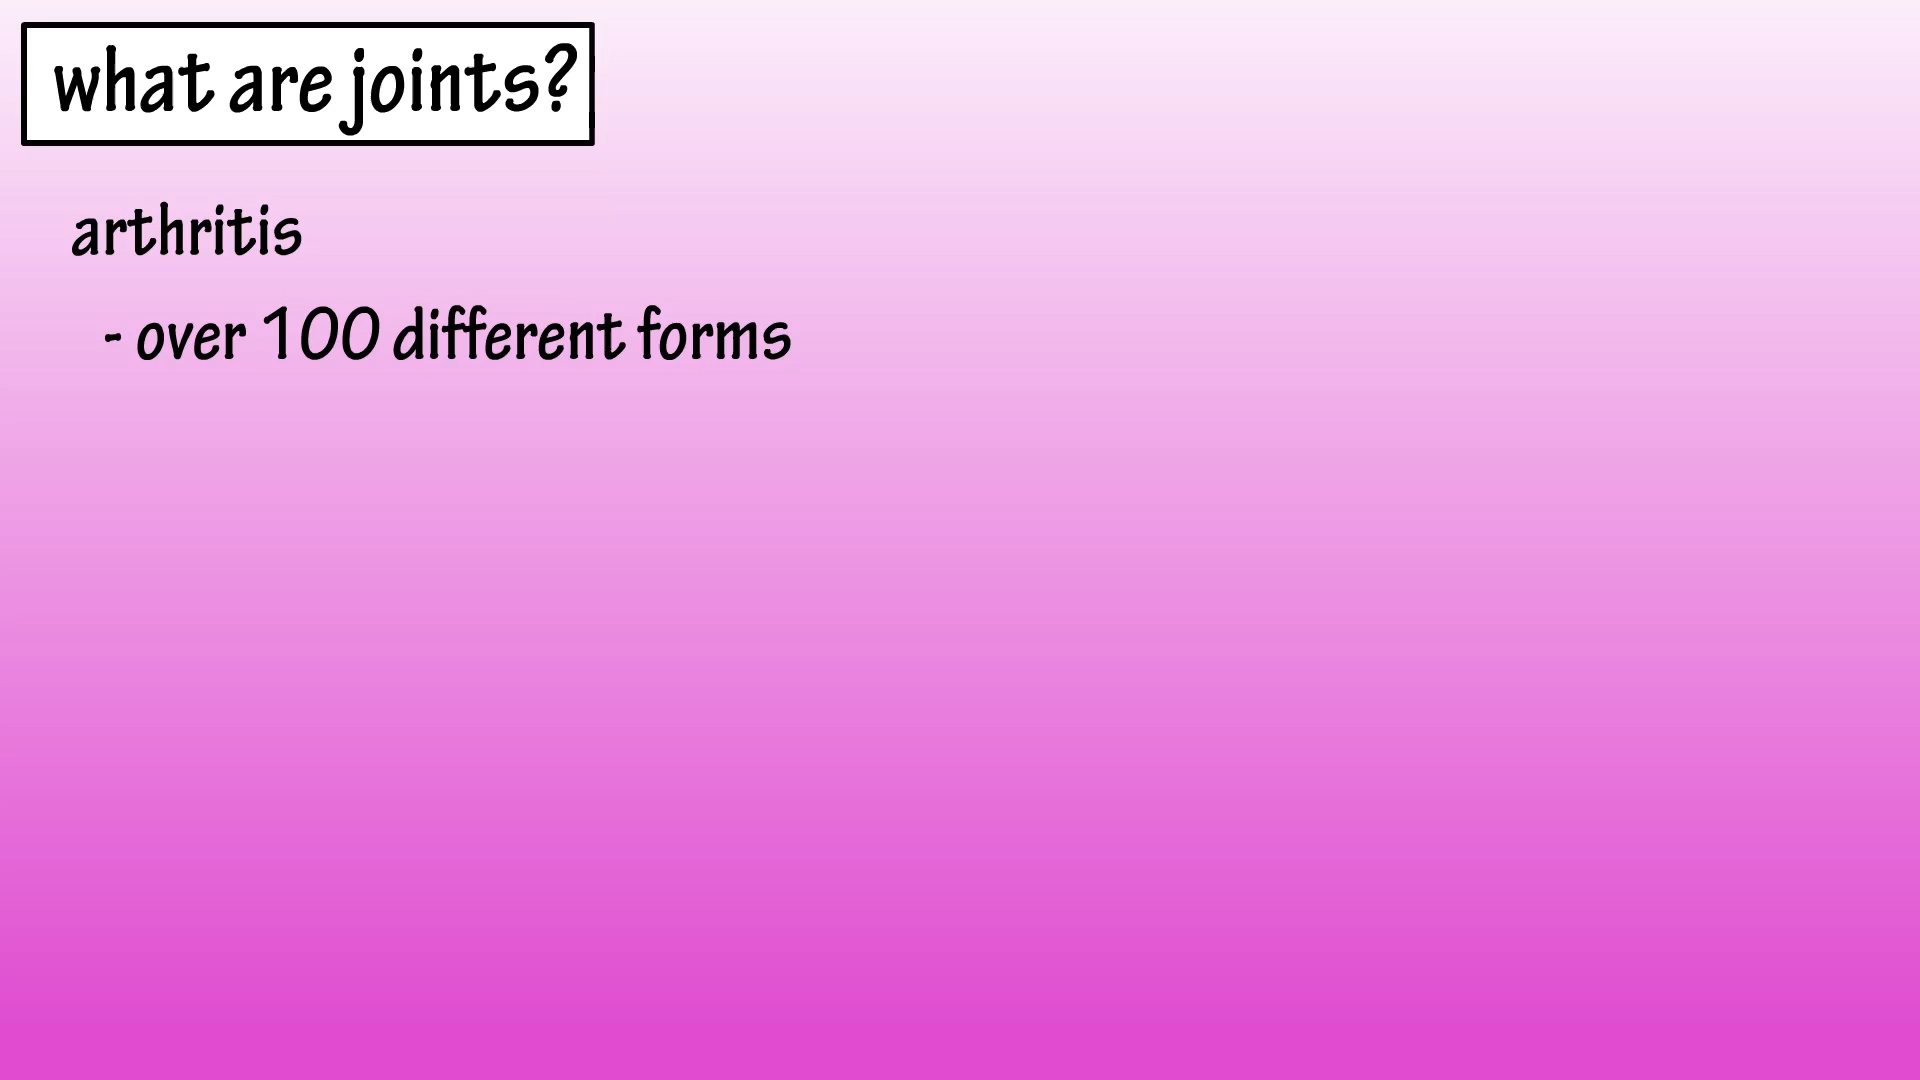 what are joints?
arthritis
- over 100 different forms